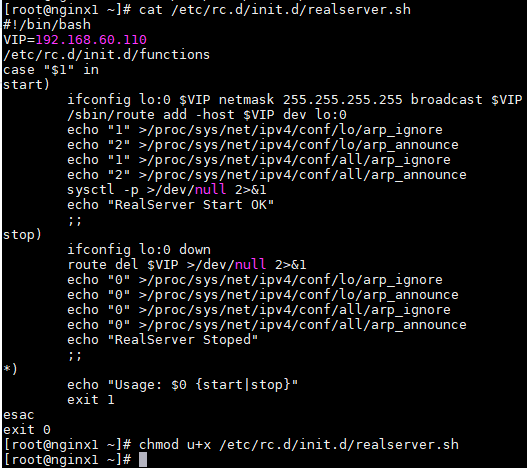 [root@nginx1 ~]# cat /etc/rc.d/init.d/realserver.sh
#!/bin/bash
VIP=192.168.60.110
/etc/rc.d/init.d/functions
case "$1" in
start)
        ifconfig lo:0 $VIP netmask 255.255.255.255 broadcast $VIP
        /sbin/route add -host $VIP dev lo:0
        echo "1" >/proc/sys/net/ipv4/conf/lo/arp_ignore
        echo "2" >/proc/sys/net/ipv4/conf/lo/arp_announce
        echo "1" >/proc/sys/net/ipv4/conf/all/arp_ignore
        echo "2" >/proc/sys/net/ipv4/conf/all/arp_announce
        sysctl -p >/dev/null 2>&1
        echo "RealServer Start OK"
        ;;
stop)
        ifconfig lo:0 down
        route del $VIP >/dev/null 2>&1
        echo "0" >/proc/sys/net/ipv4/conf/lo/arp_ignore
        echo "0" >/proc/sys/net/ipv4/conf/lo/arp_announce
        echo "0" >/proc/sys/net/ipv4/conf/all/arp_ignore
        echo "0" >/proc/sys/net/ipv4/conf/all/arp_announce
        echo "RealServer Stoped"
        ;;
*)
        echo "Usage: $0 {start|stop}"
        exit 1
esac
exit 0
[root@nginx1 ~]# chmod u+x /etc/rc.d/init.d/realserver.sh
[root@nginx1 ~]#